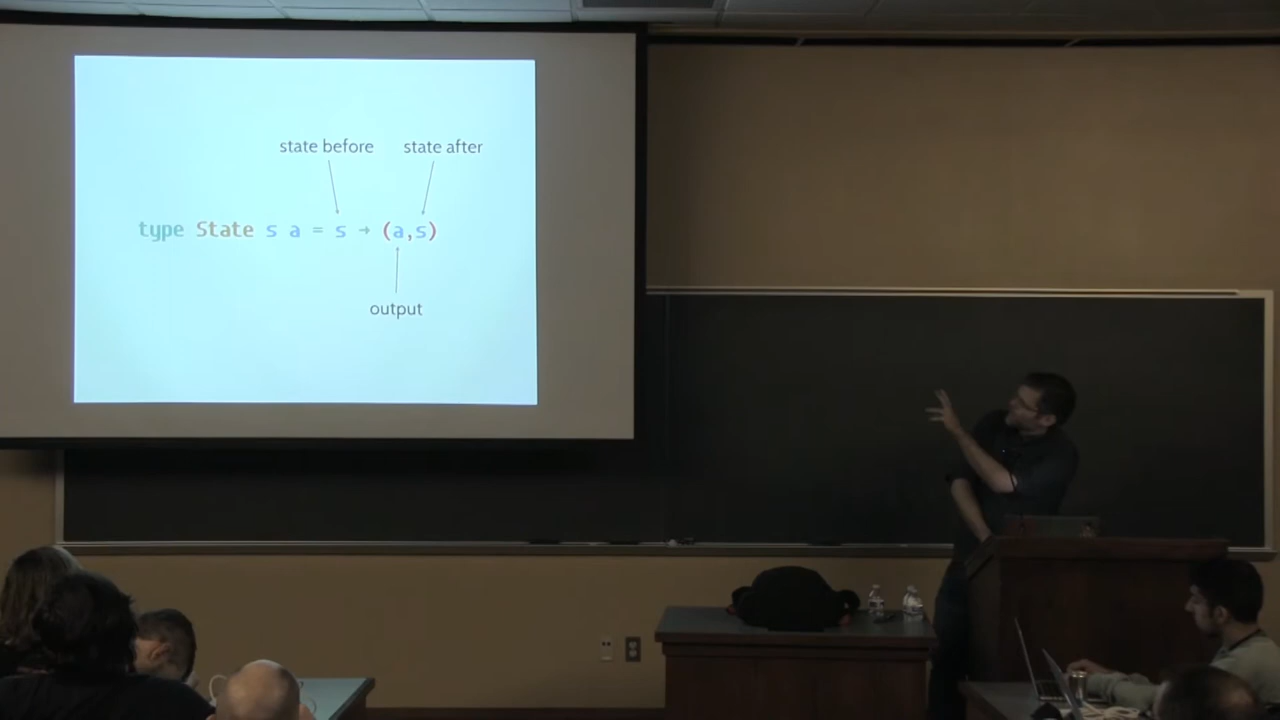 state before state after
type State s a = s → (a,s)
output